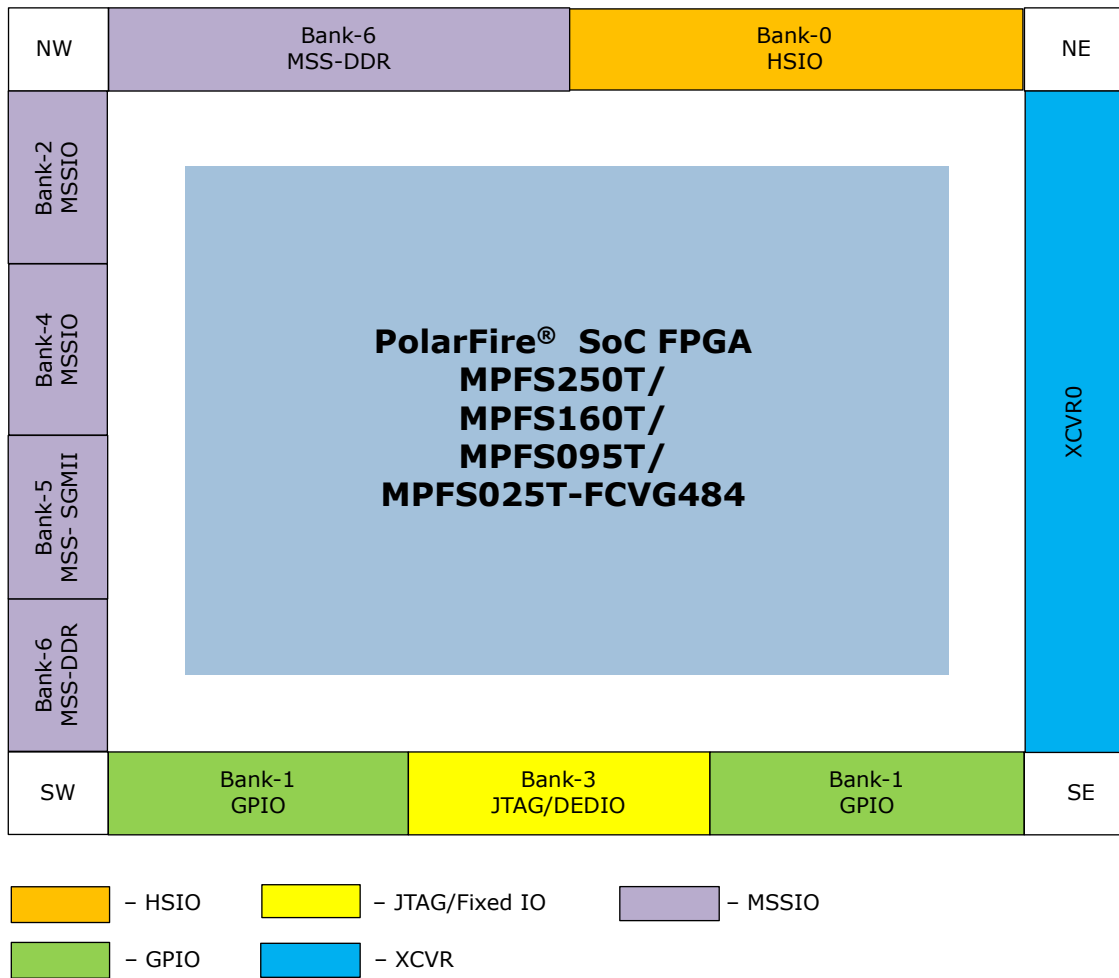 NW
Bank-6
MSS-DDR
Bank-0
HSIO
NE
Bank-2
MSSIO
Bank-4
MSSIO
Bank-5
MSS- SGMII
Bank-6
MSS-DDR
PolarFire® SoC FPGA
MPFS250T/
MPFS160T/
MPFS095T/
MPFS025T-FCVG484
XCVR0
SW
Bank-1
GPIO
Bank-3
JTAG/DEDIO
Bank-1
GPIO
SE
– HSIO
– JTAG/Fixed IO
– MSSIO
– GPIO
– XCVR